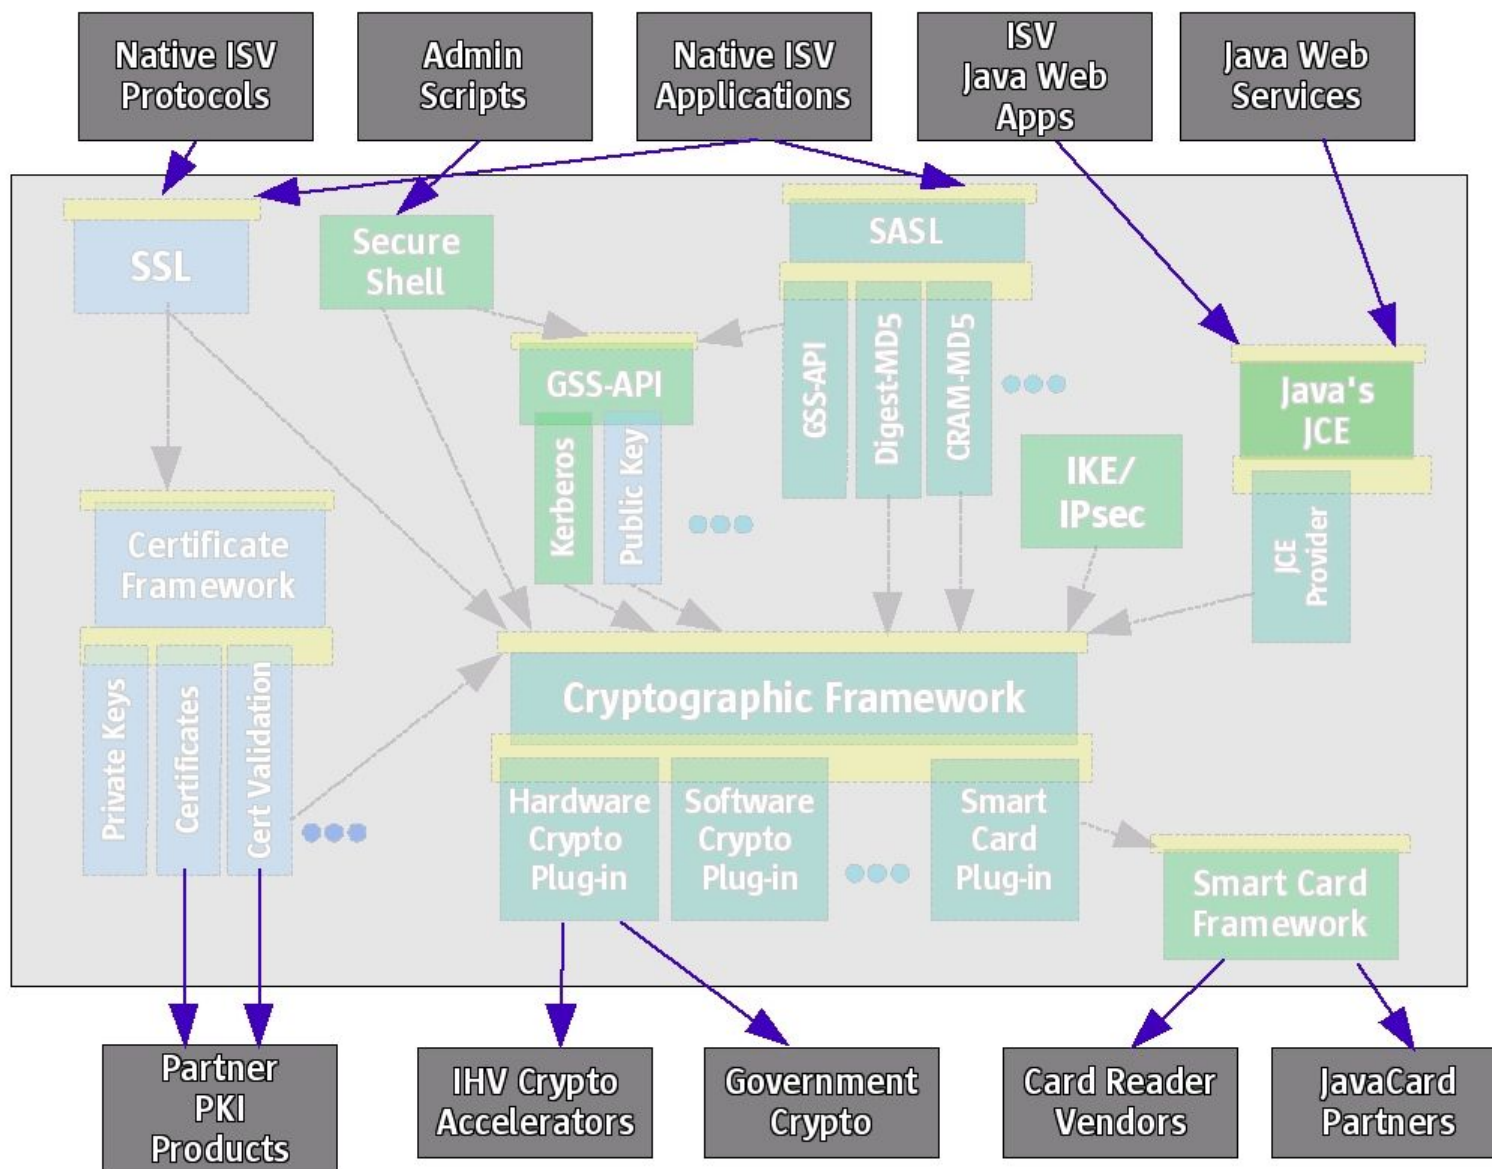 Native ISV
Protocols
Admin
Scripts
Native ISV
Applications
ISV
Java Web
Apps
Java Web
Services
SSL
Secure
Shell
SASL
GSS-API
Digest-MD5
CRAM-MD5
GSS-API
Kerberos
Public Key
IKE/
IPsec
Java's
JCE
JCE
Provider
Certificate
Framework
Private Keys
Certificates
Cert Validation
Cryptographic Framework
Hardware
Crypto
Plug-in
Software
Crypto
Plug-in
Smart
Card
Plug-in
Smart Card
Framework
Partner
PKI
Products
IHV Crypto
Accelerators
Government
Crypto
Card Reader
Vendors
JavaCard
Partners